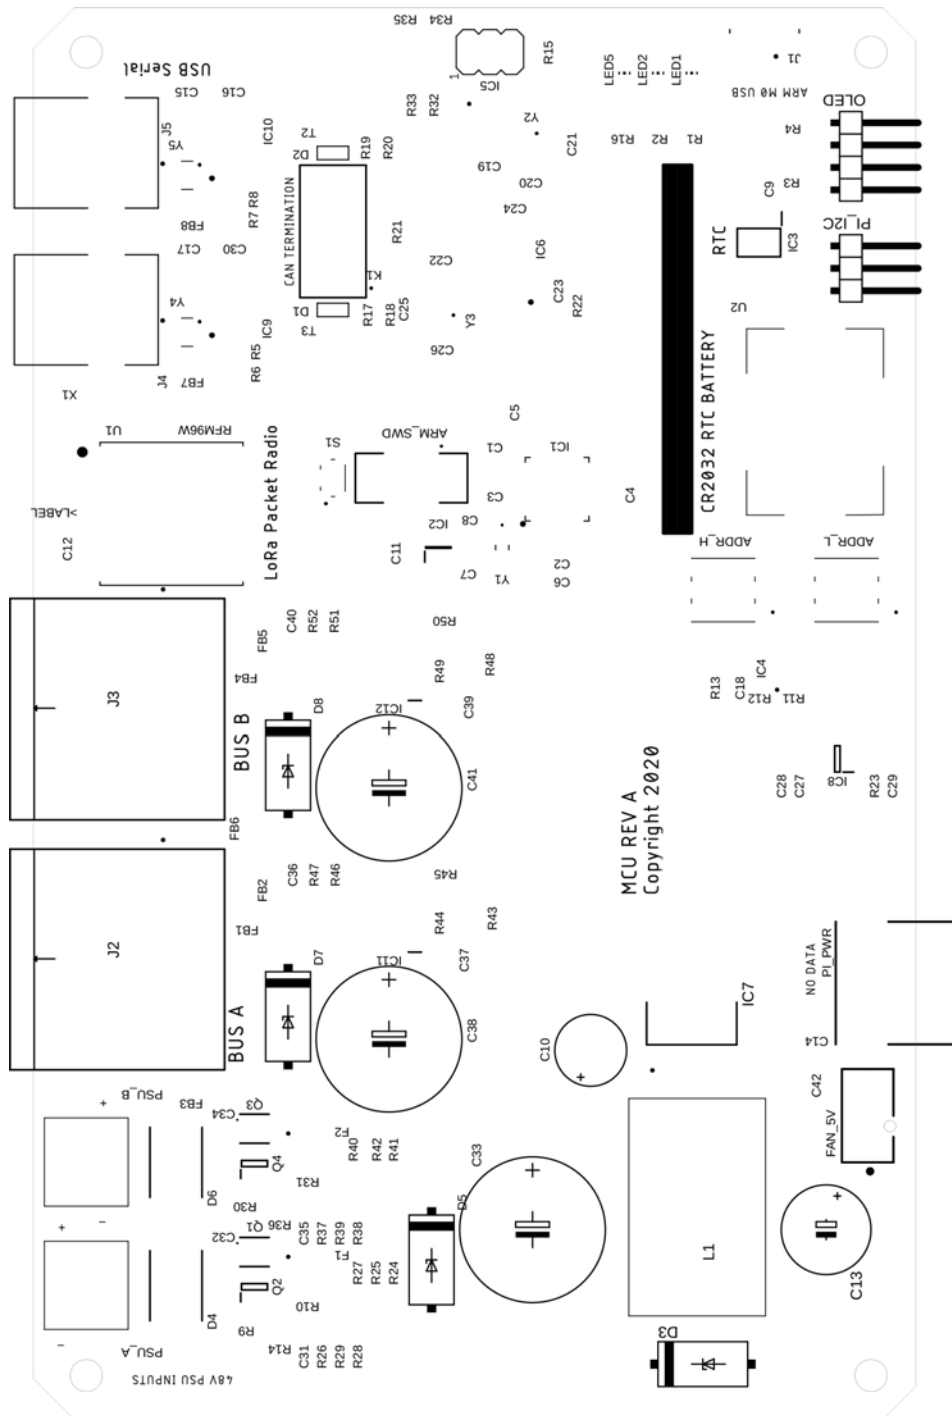 R35
R34
R15
1
IC5
LED5
LED2
LED1
J1
USB Serial
C15
C16
R33
R32
ARM M0 USB
OLED
J5
Y5
IC10
T2
D2
R19
R20
Y2
C21
R16
R2
R1
R4
C19
C20
C24
R3
C9
R8
R7
FB8
C17
C30
CAN TERMINATION
R21
C22
K1
IC6
RTC
IC3
PI_I2C
Y4
IC9
D1
T3
R17
R18
C25
Y3
C23
R22
U2
C26
R5
R6
J4
FB7
X1
CR2032 RTC BATTERY
U1
RFM96W
LoRa Packet Radio
S1
ARM_SWD
C5
C1
IC1
>LABEL
C3
C4
IC2
C8
C12
C11
C7
Y1
C2
C6
ADDR_H
ADDR_L
FB5
C40
R52
R51
R50
FB4
R49
R48
R13
C18
IC4
R12
R11
J3
BUS B
D8
IC12
C39
C41
FB6
C28
C27
IC8
R23
C29
MCU REV A
Copyright 2020
C36
R47
R46
R45
FB2
FB1
R44
R43
J2
BUS A
D7
IC11
C37
C38
NO DATA
PI_PWR
C14
IC7
C10
C42
FAN_5V
PSU_B
FB3
C34
Q3
F2
R40
R42
R41
C33
Q4
R31
D6
R30
D5
Q1
R36
C32
C35
R37
R39
R38
F1
R27
R25
R24
Q2
R10
D4
R9
L1
C13
PSU_A
R14
C31
R26
R29
R28
D3
48V PSU INPUTS